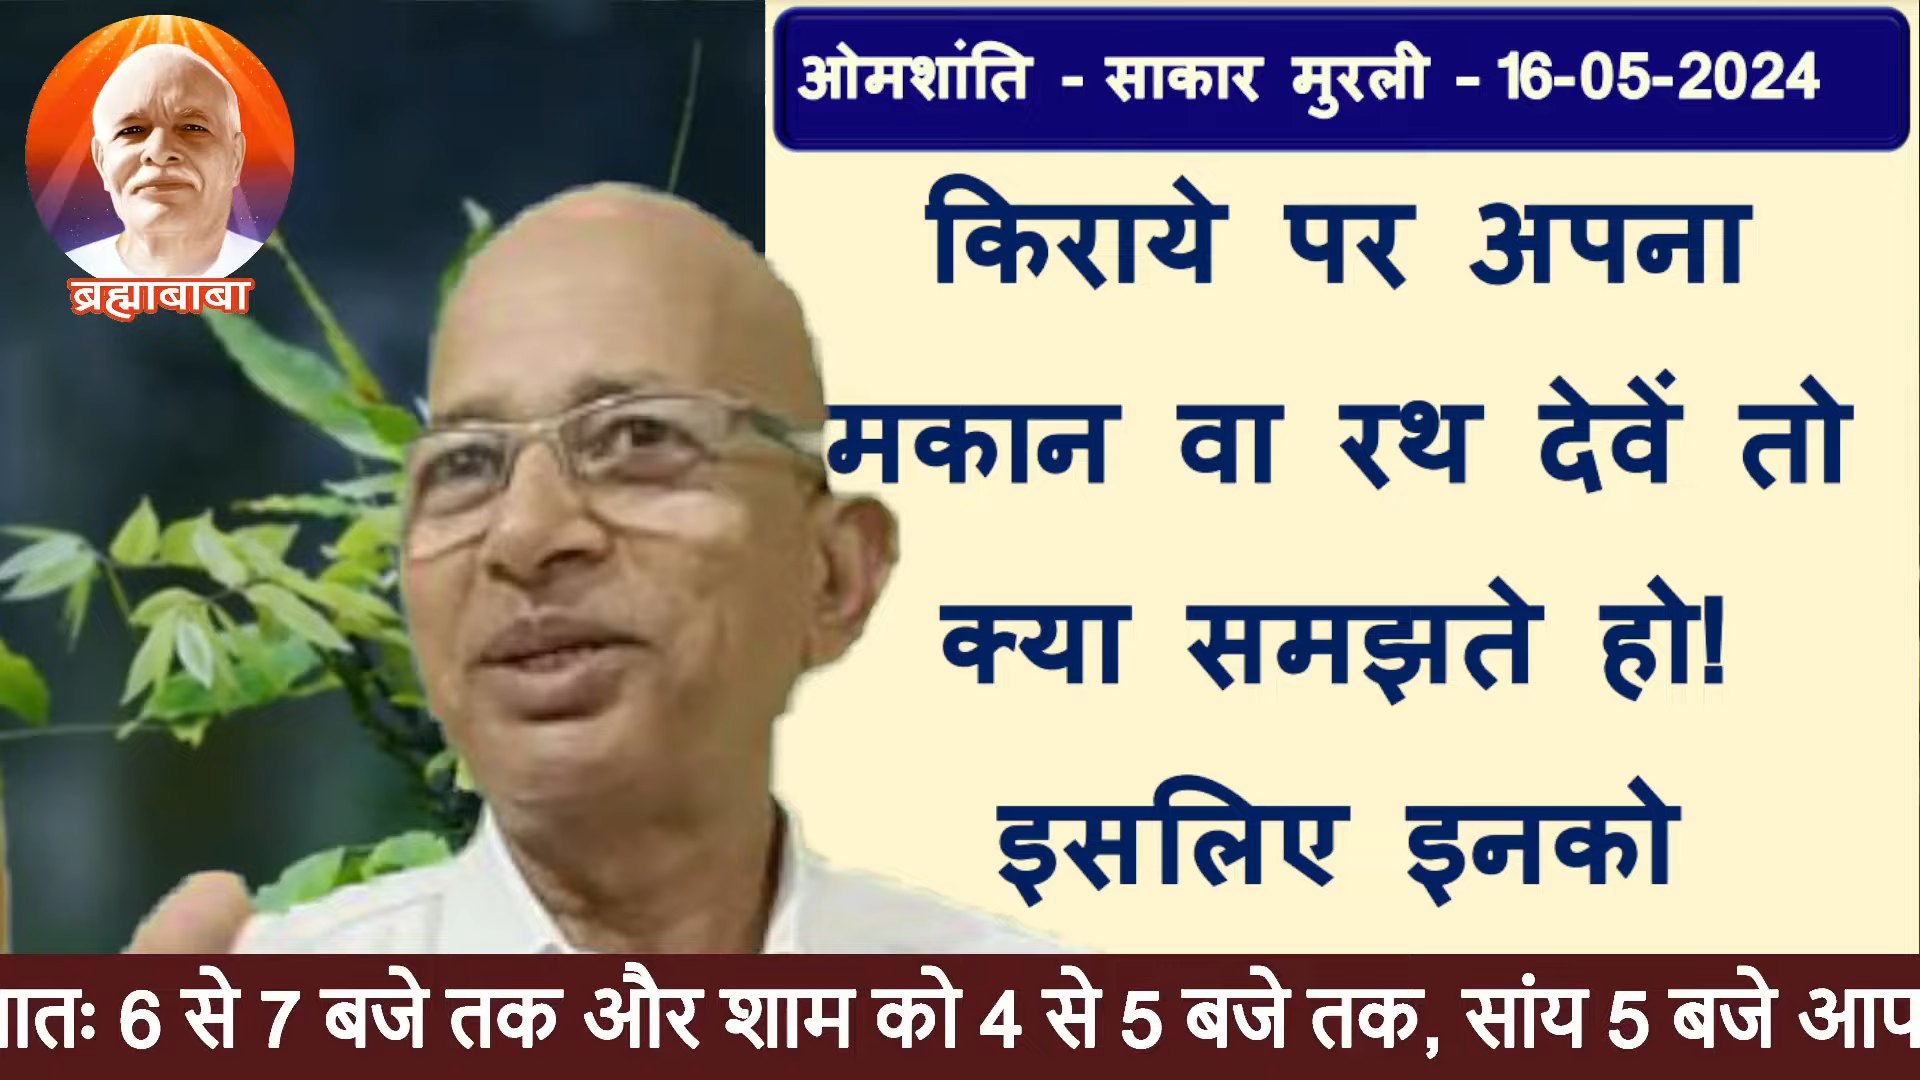 ओमशांति - साकार मुरली - 16-05-2024
ब्रह्माबाबा
किराये पर अपना
मकान वा रथ देवें तो
क्या समझते हो!
इसलिए इनको
6 से 7 बजे तक और शाम को 4 से 5 बजे तक, सांय 5 बजे